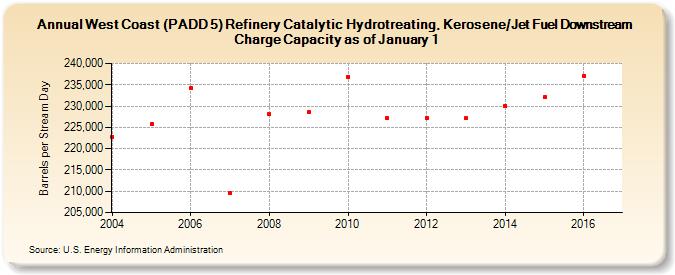 Annual West Coast (PADD 5) Refinery Catalytic Hydrotreating, Kerosene/Jet Fuel Downstream
Charge Capacity as of January 1
Barrels per Stream Day
240,000
235,000
230,000
225,000
220,000
215,000
210,000
205,000
2004 2006 2008 2010 2012 2014 2016
Source: U.S. Energy Information Administration